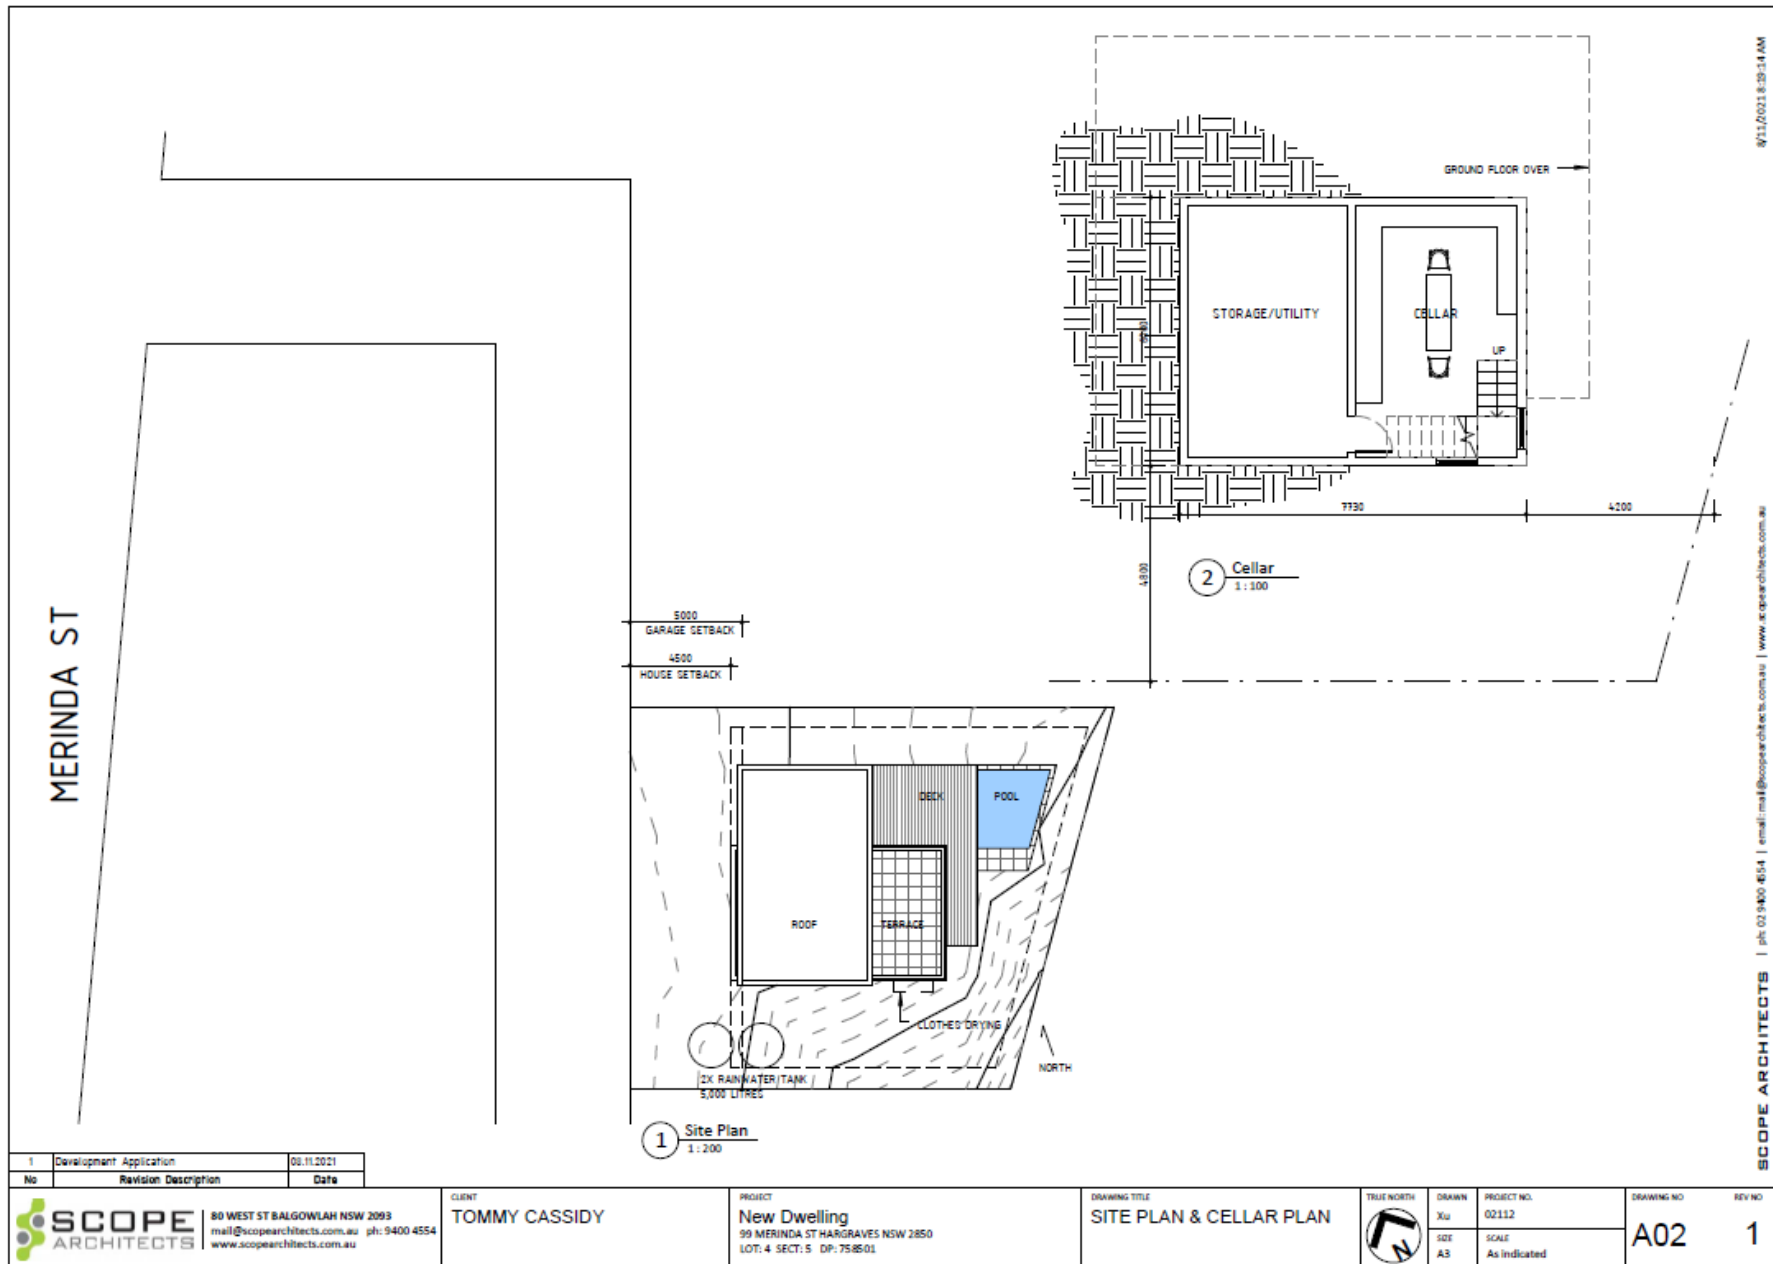 8/11/2021 8:39:14 AM
GROUND FLOOR OVER
STORAGE/UTILITY
CELLAR
UP
7730
4200
4800
2
Cellar
1 : 100
MERINDA ST
5000
GARAGE SETBACK
4500
HOUSE SETBACK
DECK
POOL
ROOF
TERRACE
CLOTHES DRYING
NORTH
2X RAINWATER TANK
5,000 LITRES
1
Site Plan
1 : 200
SCOPE ARCHITECTS | ph: 02 9400 4554 | email: mail@scopearchitects.com.au | www.scopearchitects.com.au
1 Development Application 08.11.2021
No Revision Description Date
SCOPE
ARCHITECTS
80 WEST ST BALGOWLAH NSW 2093
mail@scopearchitects.com.au ph: 9400 4554
www.scopearchitects.com.au
CLIENT
TOMMY CASSIDY
PROJECT
New Dwelling
99 MERINDA ST HARGRAVES NSW 2850
LOT: 4 SECT: 5 DP: 758501
DRAWING TITLE
SITE PLAN & CELLAR PLAN
TRUE NORTH
N
DRAWN
Xu
SIZE
A3
PROJECT NO.
02112
SCALE
As indicated
DRAWING NO
A02
REV NO
1